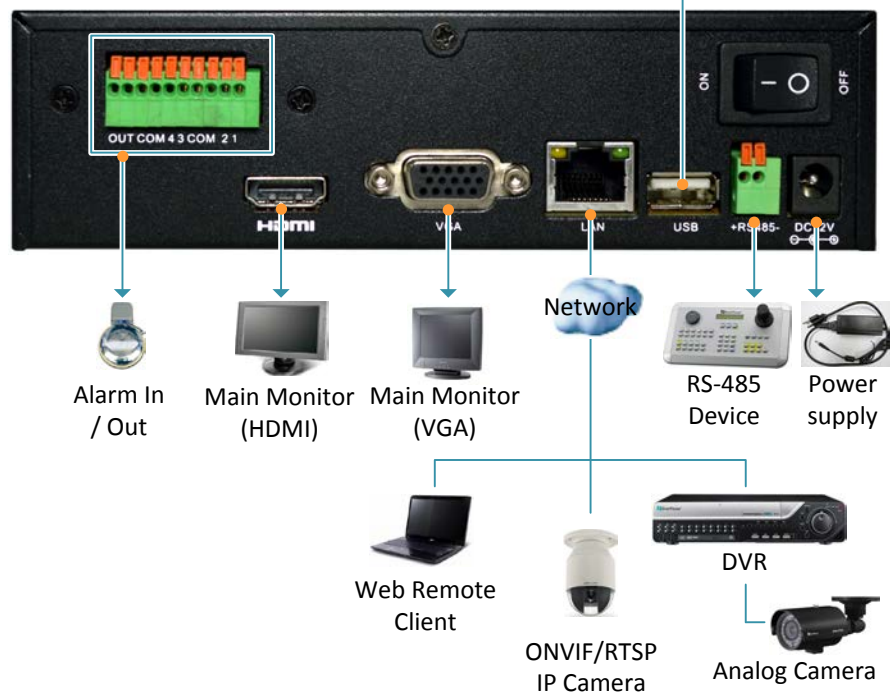 ON
OFF
OUT COM 4 3 COM 2 1
HDMI
VGA
LAN
USB
+RS485-
DC12V
Network
Alarm In
/ Out
Main Monitor
(HDMI)
Main Monitor
(VGA)
RS-485
Device
Power
supply
Web Remote
Client
ONVIF/RTSP
IP Camera
DVR
Analog Camera